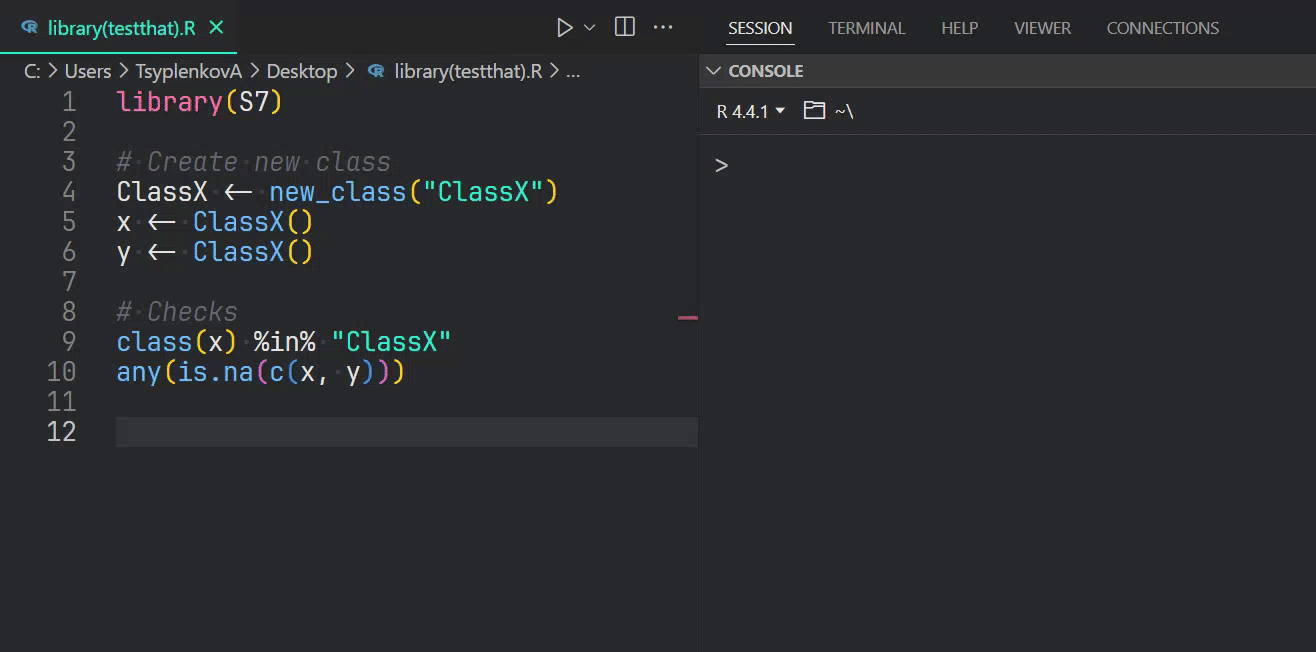 library(testthat).R
SESSION TERMINAL HELP VIEWER CONNECTIONS
C: > Users > TsyplenkovA > Desktop > library(testthat).R > ...
CONSOLE
R 4.4.1 ~\
>
1 library(S7)
2
3 # Create new class
4 ClassX <- new_class("ClassX")
5 x <- ClassX()
6 y <- ClassX()
7
8 # Checks
9 class(x) %in% "ClassX"
10 any(is.na(c(x, y)))
11
12